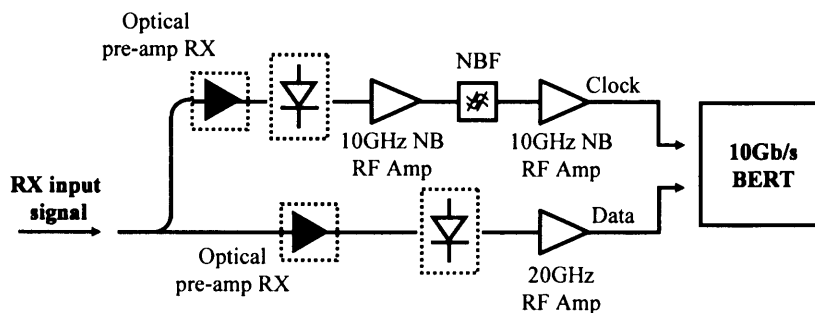 Optical
pre-amp RX
NBF
Clock
10GHz NB
RF Amp
10GHz NB
RF Amp
10Gb/s
BERT
RX input
signal
Data
Optical
pre-amp RX
20GHz
RF Amp